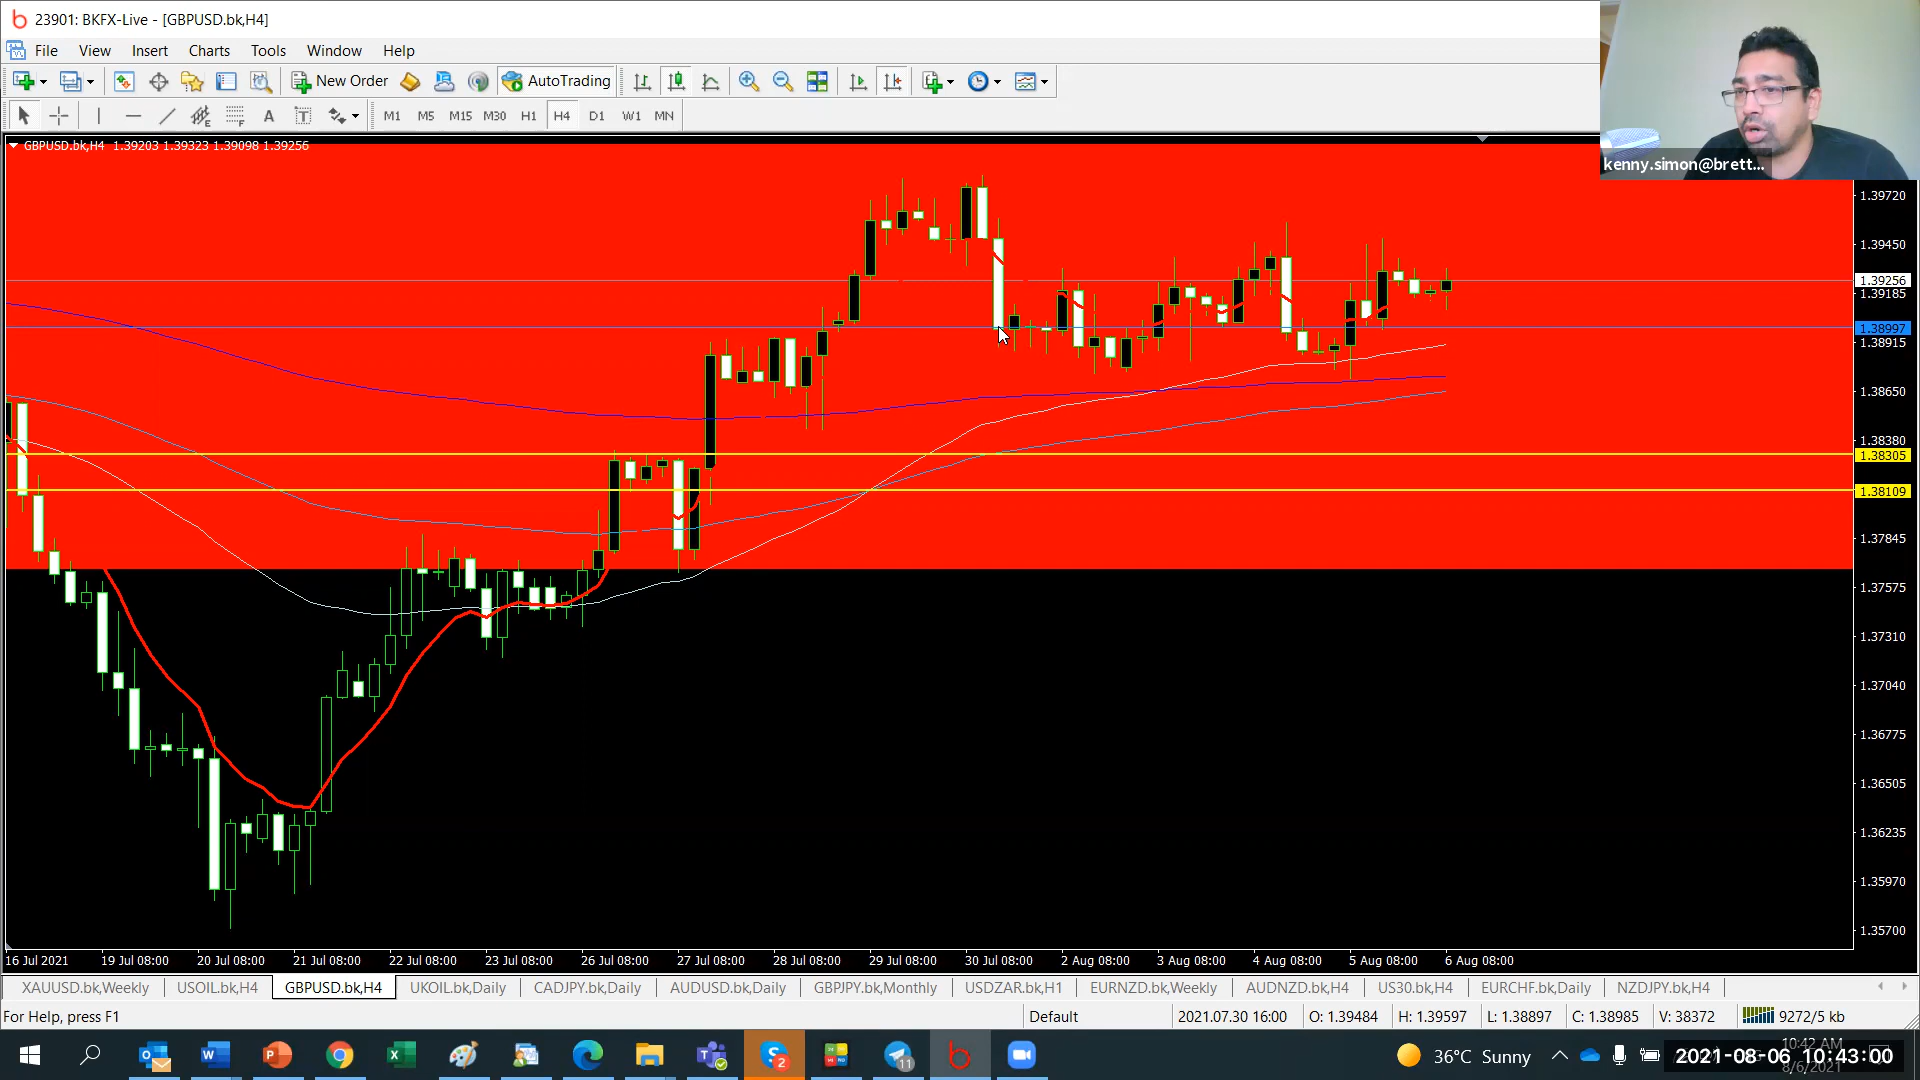 23901: BKFX-Live - [GBPUSD.bk,H4]
File View Insert Charts Tools Window Help
New Order AutoTrading
A T M1 M5 M15 M30 H1 H4 D1 W1 MN
kenny.simon@brett...
GBPUSD.bk,H4 1.39203 1.39323 1.39098 1.39256
1.39720
1.39450
1.39256
1.39185
1.38997
1.38915
1.38650
1.38380
1.38305
1.38109
1.37845
1.37575
1.37310
1.37040
1.36775
1.36505
1.36235
1.35970
1.35700
16 Jul 2021 19 Jul 08:00 20 Jul 08:00 21 Jul 08:00 22 Jul 08:00 23 Jul 08:00 26 Jul 08:00 27 Jul 08:00 28 Jul 08:00 29 Jul 08:00 30 Jul 08:00 2 Aug 08:00 3 Aug 08:00 4 Aug 08:00 5 Aug 08:00 6 Aug 08:00
XAUUSD.bk,Weekly USOIL.bk,H4 GBPUSD.bk,H4 UKOIL.bk,Daily CADJPY.bk,Daily AUDUSD.bk,Daily GBPJPY.bk,Monthly USDZAR.bk,H1 EURNZD.bk,Weekly AUDNZD.bk,H4 US30.bk,H4 EURCHF.bk,Daily NZDJPY.bk,H4
For Help, press F1 Default 2021.07.30 16:00 O: 1.39484 H: 1.39597 L: 1.38897 C: 1.38985 V: 38372 9272/5 kb
36°C Sunny
10:42 AM
2021-08-06 10:43:00
8/6/2021